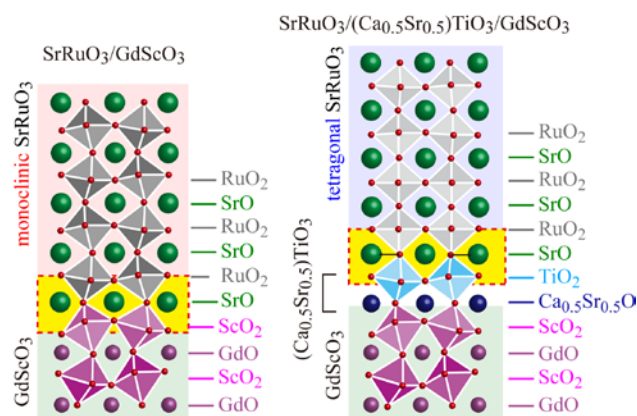 SrRuO₃/GdScO₃
monoclinic SrRuO₃
GdScO₃
RuO₂
SrO
RuO₂
SrO
RuO₂
SrO
ScO₂
GdO
ScO₂
GdO
SrRuO₃/(Ca₀.₅Sr₀.₅)TiO₃/GdScO₃
tetragonal SrRuO₃
(Ca₀.₅Sr₀.₅)TiO₃
GdScO₃
RuO₂
SrO
RuO₂
SrO
RuO₂
SrO
TiO₂
Ca₀.₅Sr₀.₅O
ScO₂
GdO
ScO₂
GdO